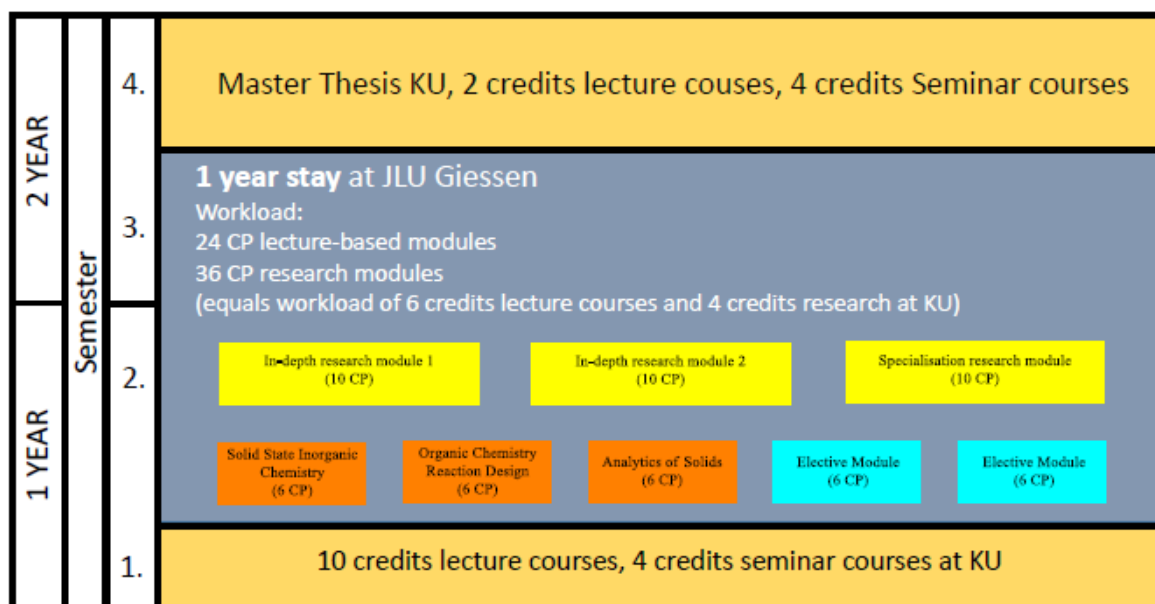 2 YEAR
1 YEAR
Semester
4.
Master Thesis KU, 2 credits lecture couses, 4 credits Seminar courses
3.
1 year stay at JLU Giessen
Workload:
24 CP lecture-based modules
36 CP research modules
(equals workload of 6 credits lecture courses and 4 credits research at KU)
2.
In-depth research module 1
(10 CP)
In-depth research module 2
(10 CP)
Specialisation research module
(10 CP)
Solid State Inorganic
Chemistry
(6 CP)
Organic Chemistry
Reaction Design
(6 CP)
Analytics of Solids
(6 CP)
Elective Module
(6 CP)
Elective Module
(6 CP)
1.
10 credits lecture courses, 4 credits seminar courses at KU